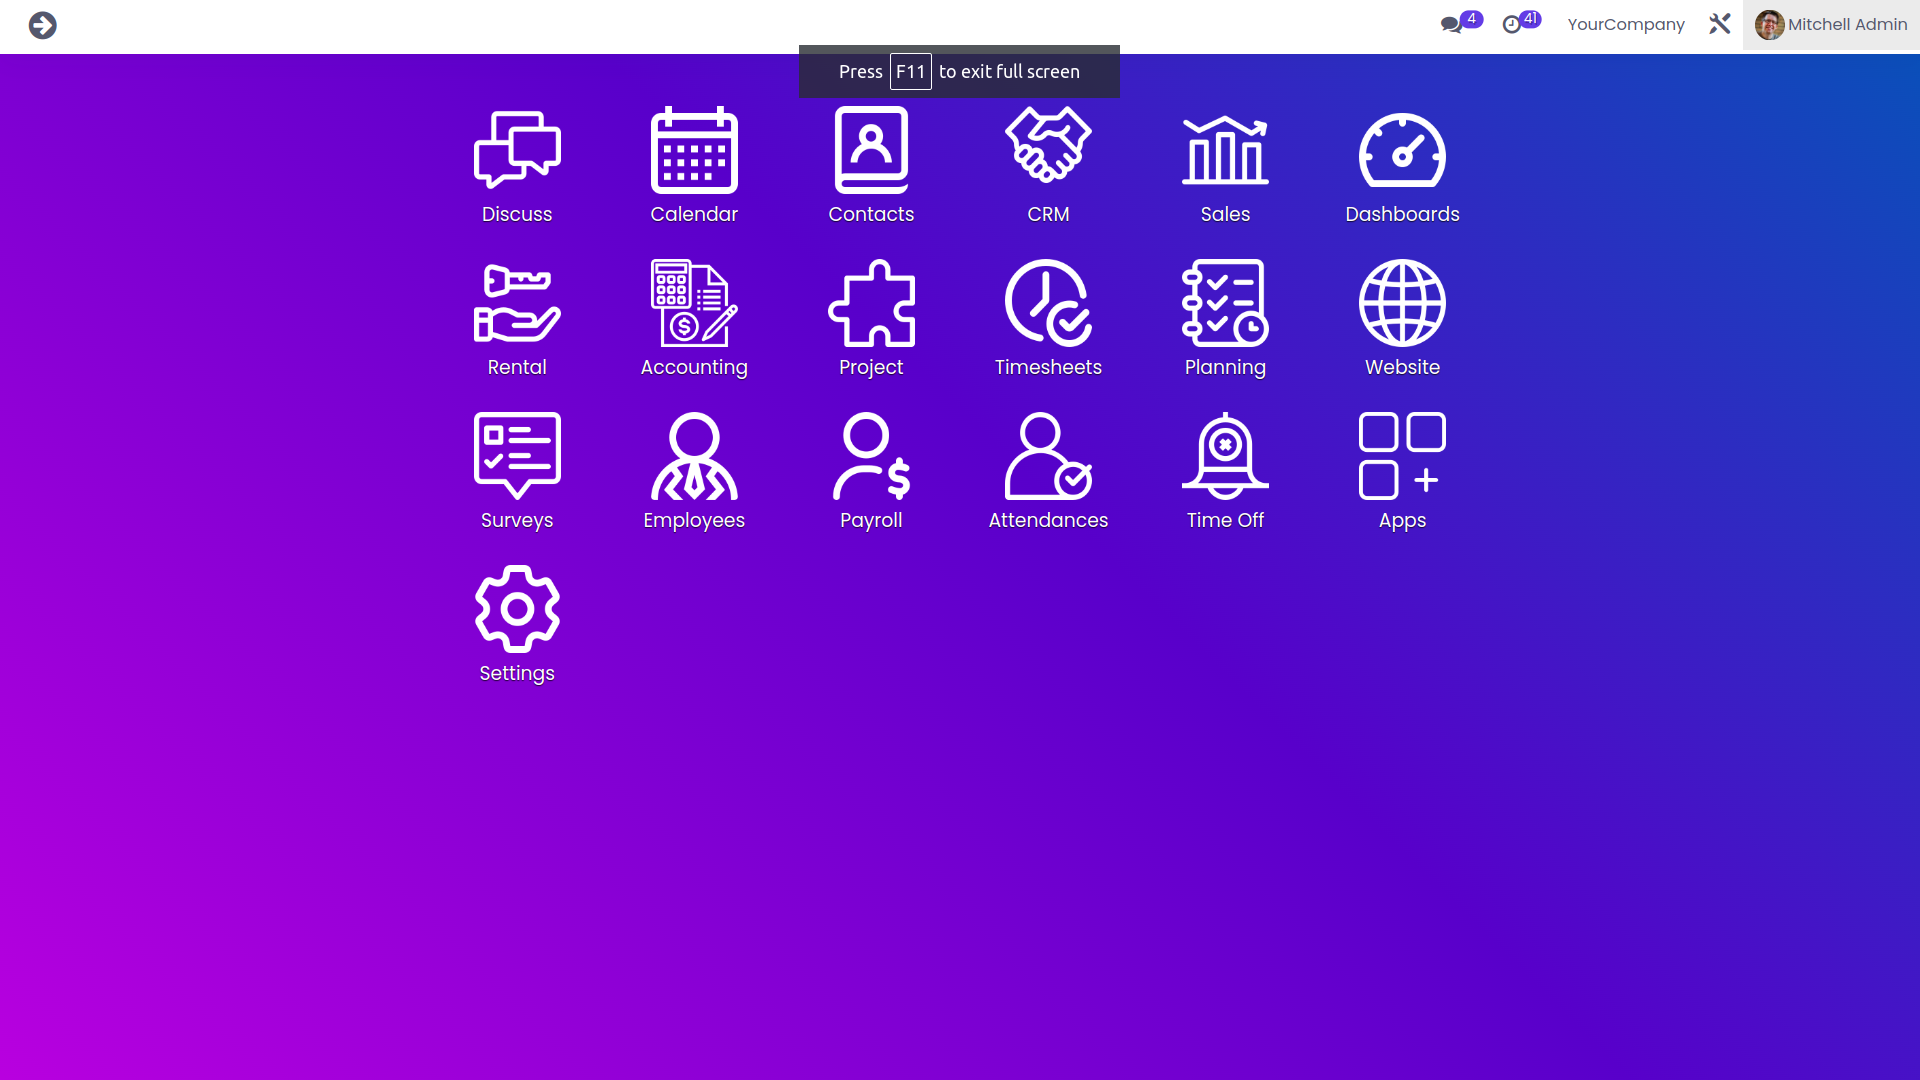 4 41 YourCompany Mitchell Admin
Press F11 to exit full screen
Discuss Calendar Contacts CRM Sales Dashboards
Rental Accounting Project Timesheets Planning Website
Surveys Employees Payroll Attendances Time Off Apps
Settings